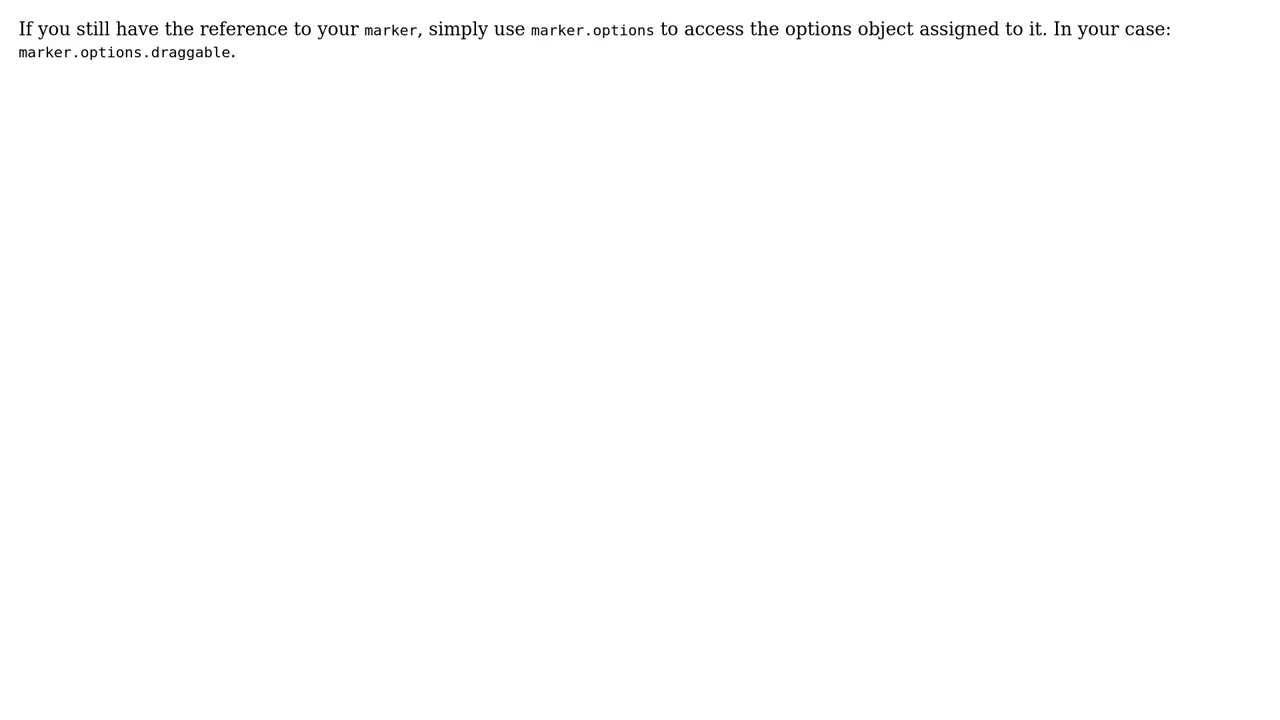 If you still have the reference to your marker, simply use marker.options to access the options object assigned to it. In your case:
marker.options.draggable.